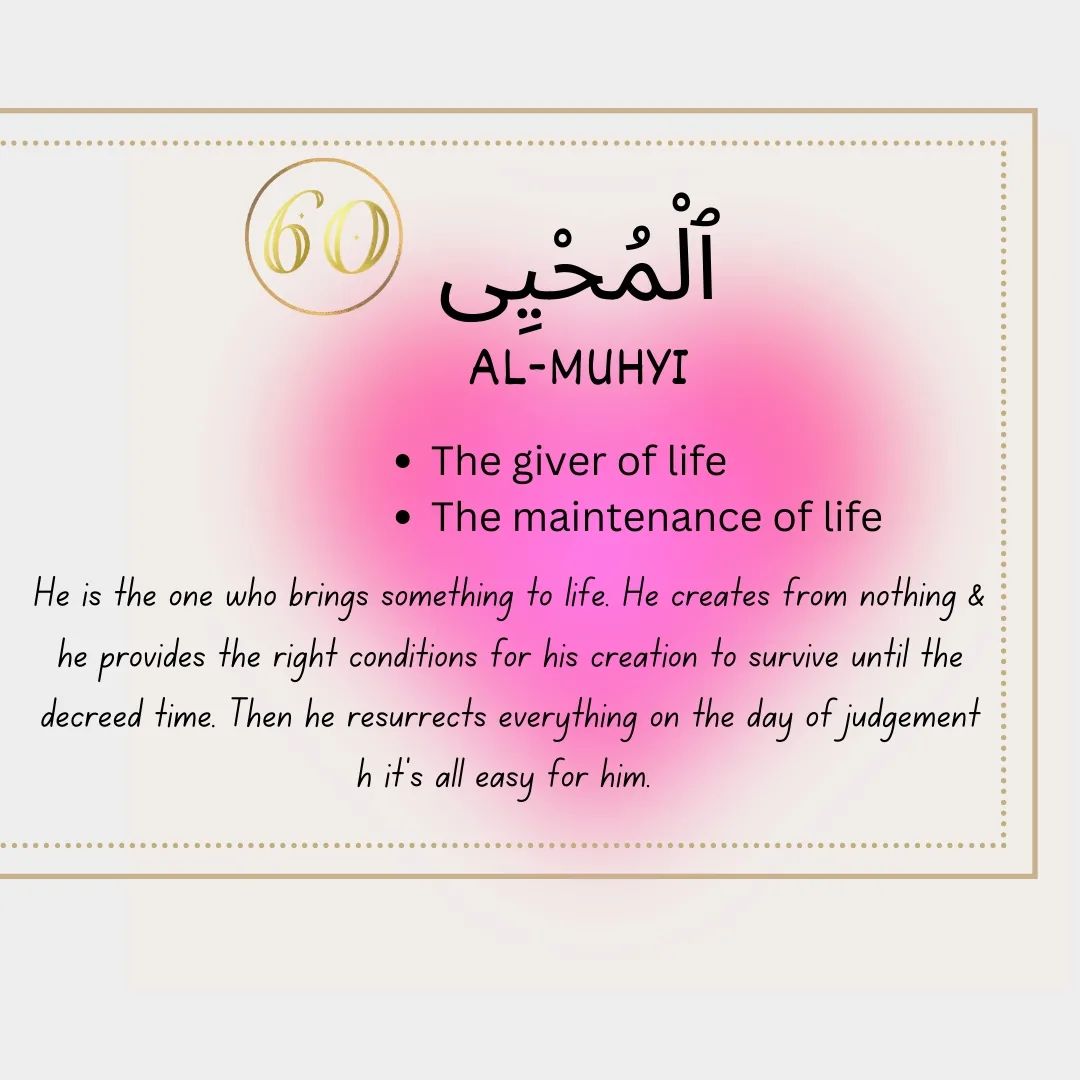 60
ٱلْمُحْيِى
AL-MUHYI
• The giver of life
• The maintenance of life
He is the one who brings something to life. He creates from nothing &
he provides the right conditions for his creation to survive until the
decreed time. Then he resurrects everything on the day of judgement
h it's all easy for him.